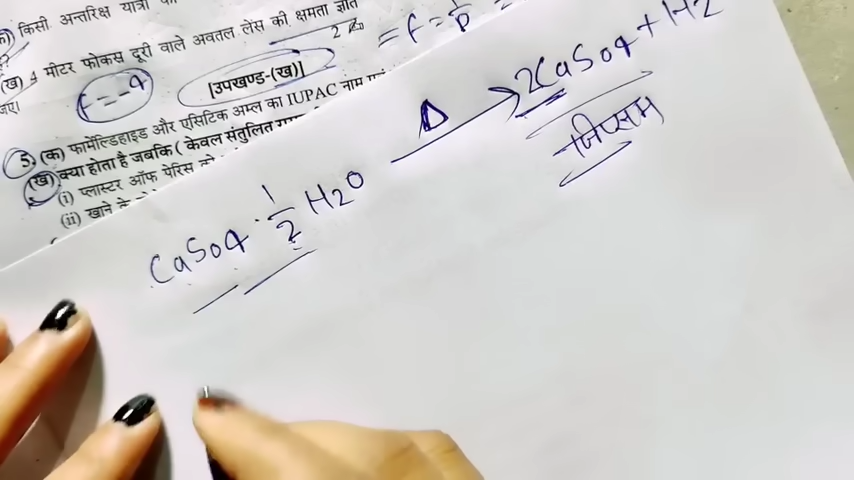 किसी अन्तरिक्ष यात्रा
(ख) 4 मीटर फोकस दूरी वाले अवतल लेंस की क्षमता ज्ञात
2
= f = 1/P =
जिए।
f = -4
[उपखण्ड-(ख)]
5. (क) फार्मेल्डिहाइड और एसिटिक अम्ल का IUPAC नाम
(ख) क्या होता है जबकि ( केवल संतुलित
(i) प्लास्टर ऑफ पेरिस को
(ii) खाने के
CaSO4 · 1/2 H2O Δ → 2CaSO4 + H2
जिप्सम